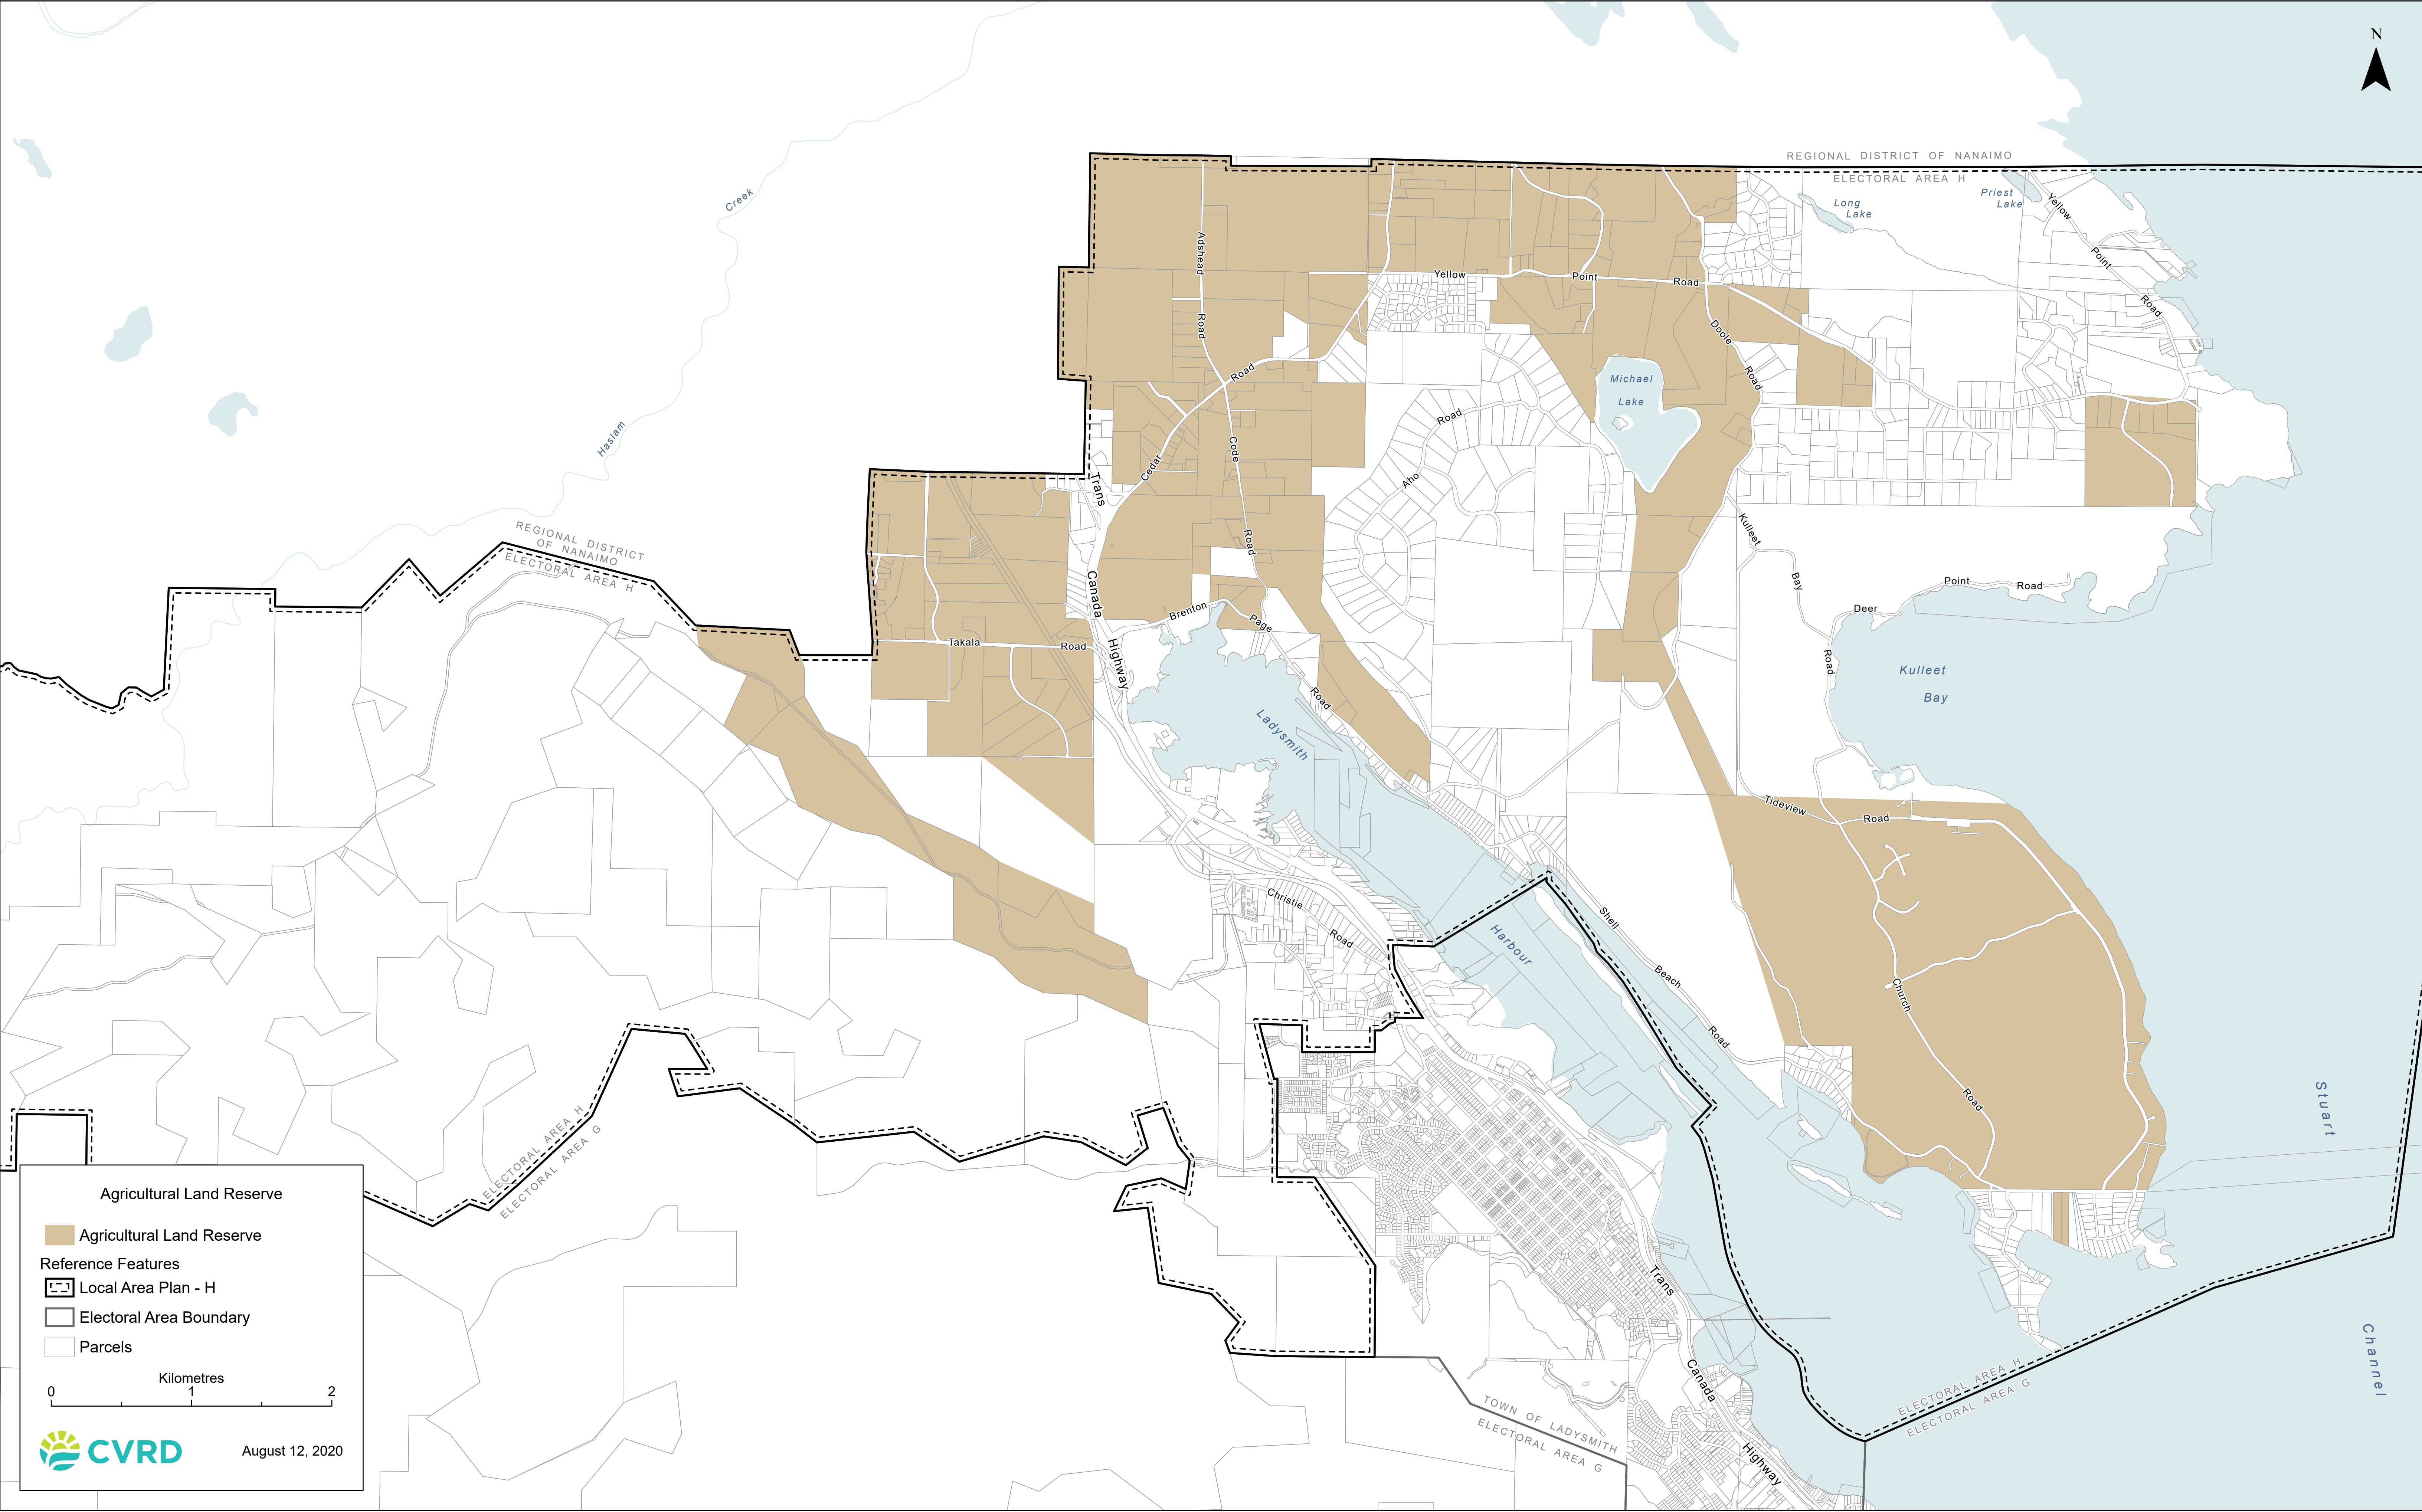 N
REGIONAL DISTRICT OF NANAIMO
ELECTORAL AREA H
Creek
Haslam
Long
Lake
Priest
Lake
Yellow
Point
Road
Adshead
Road
Yellow
Point
Road
Doole
Road
Michael
Lake
Road
Cedar
Code
Road
Aho
Road
Trans
Canada
Highway
Kulleet
Bay
Road
Deer
Point
Road
Kulleet
Bay
REGIONAL DISTRICT
OF NANAIMO
ELECTORAL AREA H
Takala
Road
Brenton
Page
Road
Ladysmith
Harbour
Tideview
Road
Christie
Road
Shell
Beach
Road
Church
Road
Stuart
Channel
ELECTORAL AREA H
ELECTORAL AREA G
Trans
Canada
Highway
TOWN OF LADYSMITH
ELECTORAL AREA G
ELECTORAL AREA H
ELECTORAL AREA G
Agricultural Land Reserve
Agricultural Land Reserve
Reference Features
Local Area Plan - H
Electoral Area Boundary
Parcels
Kilometres
0 1 2
CVRD
August 12, 2020